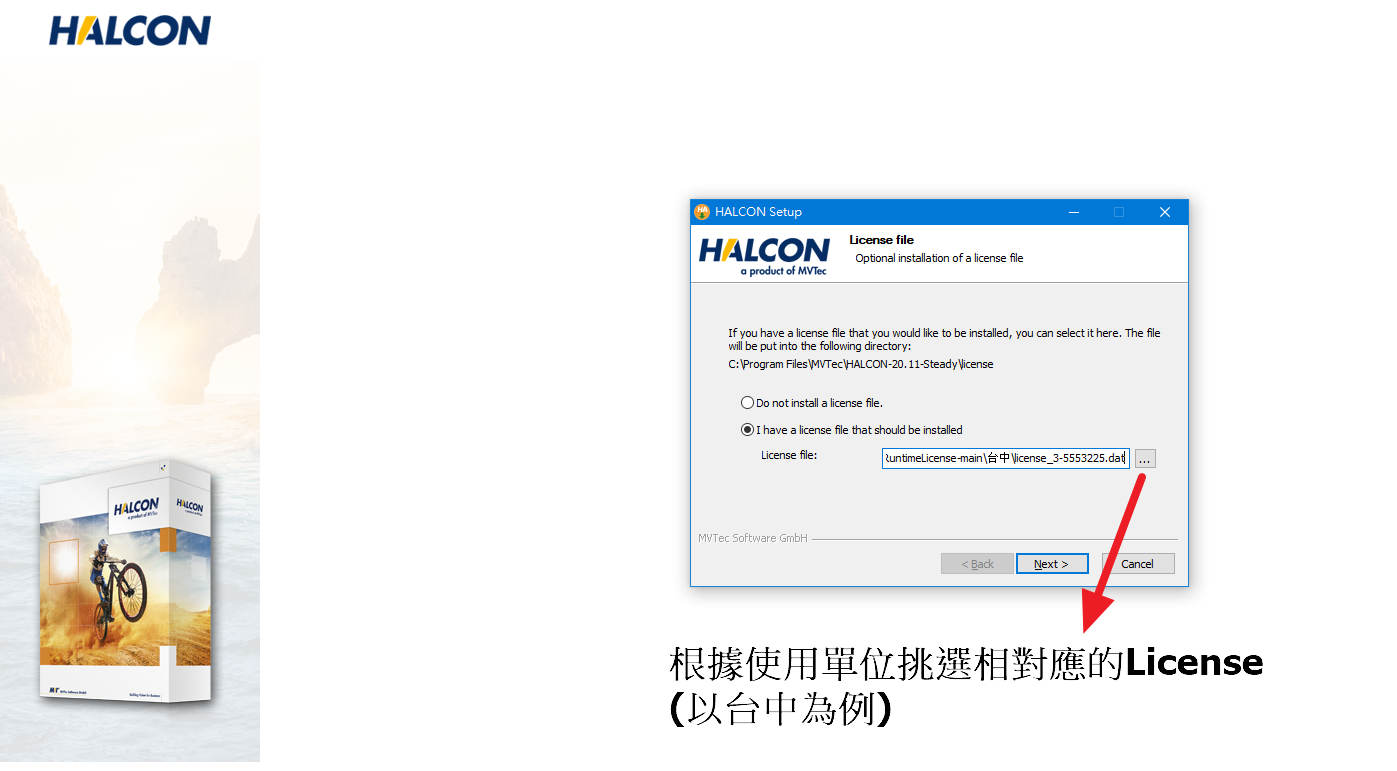 HALCON
HALCON Setup
HALCON
a product of MVTec
License file
Optional installation of a license file
If you have a license file that you would like to be installed, you can select it here. The file
will be put into the following directory:
C:\Program Files\MVTec\HALCON-20.11-Steady\license
Do not install a license file.
I have a license file that should be installed
License file:
RuntimeLicense-main\台中\license_3-5553225.dat
...
MVTec Software GmbH
< Back
Next >
Cancel
根據使用單位挑選相對應的License
(以台中為例)
HALCON
a product of MVTec
HALCON